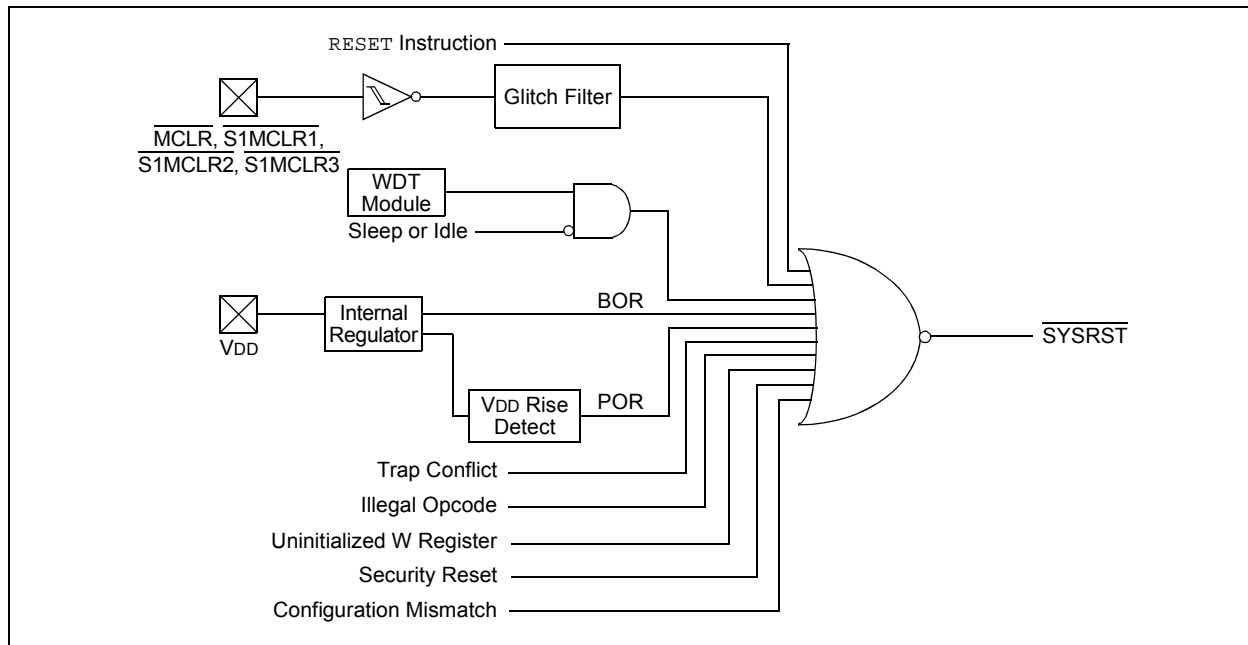 RESET Instruction
Glitch Filter
MCLR, S1MCLR1,
S1MCLR2, S1MCLR3
WDT
Module
Sleep or Idle
BOR
Internal
Regulator
VDD
SYSRST
VDD Rise
Detect
POR
Trap Conflict
Illegal Opcode
Uninitialized W Register
Security Reset
Configuration Mismatch